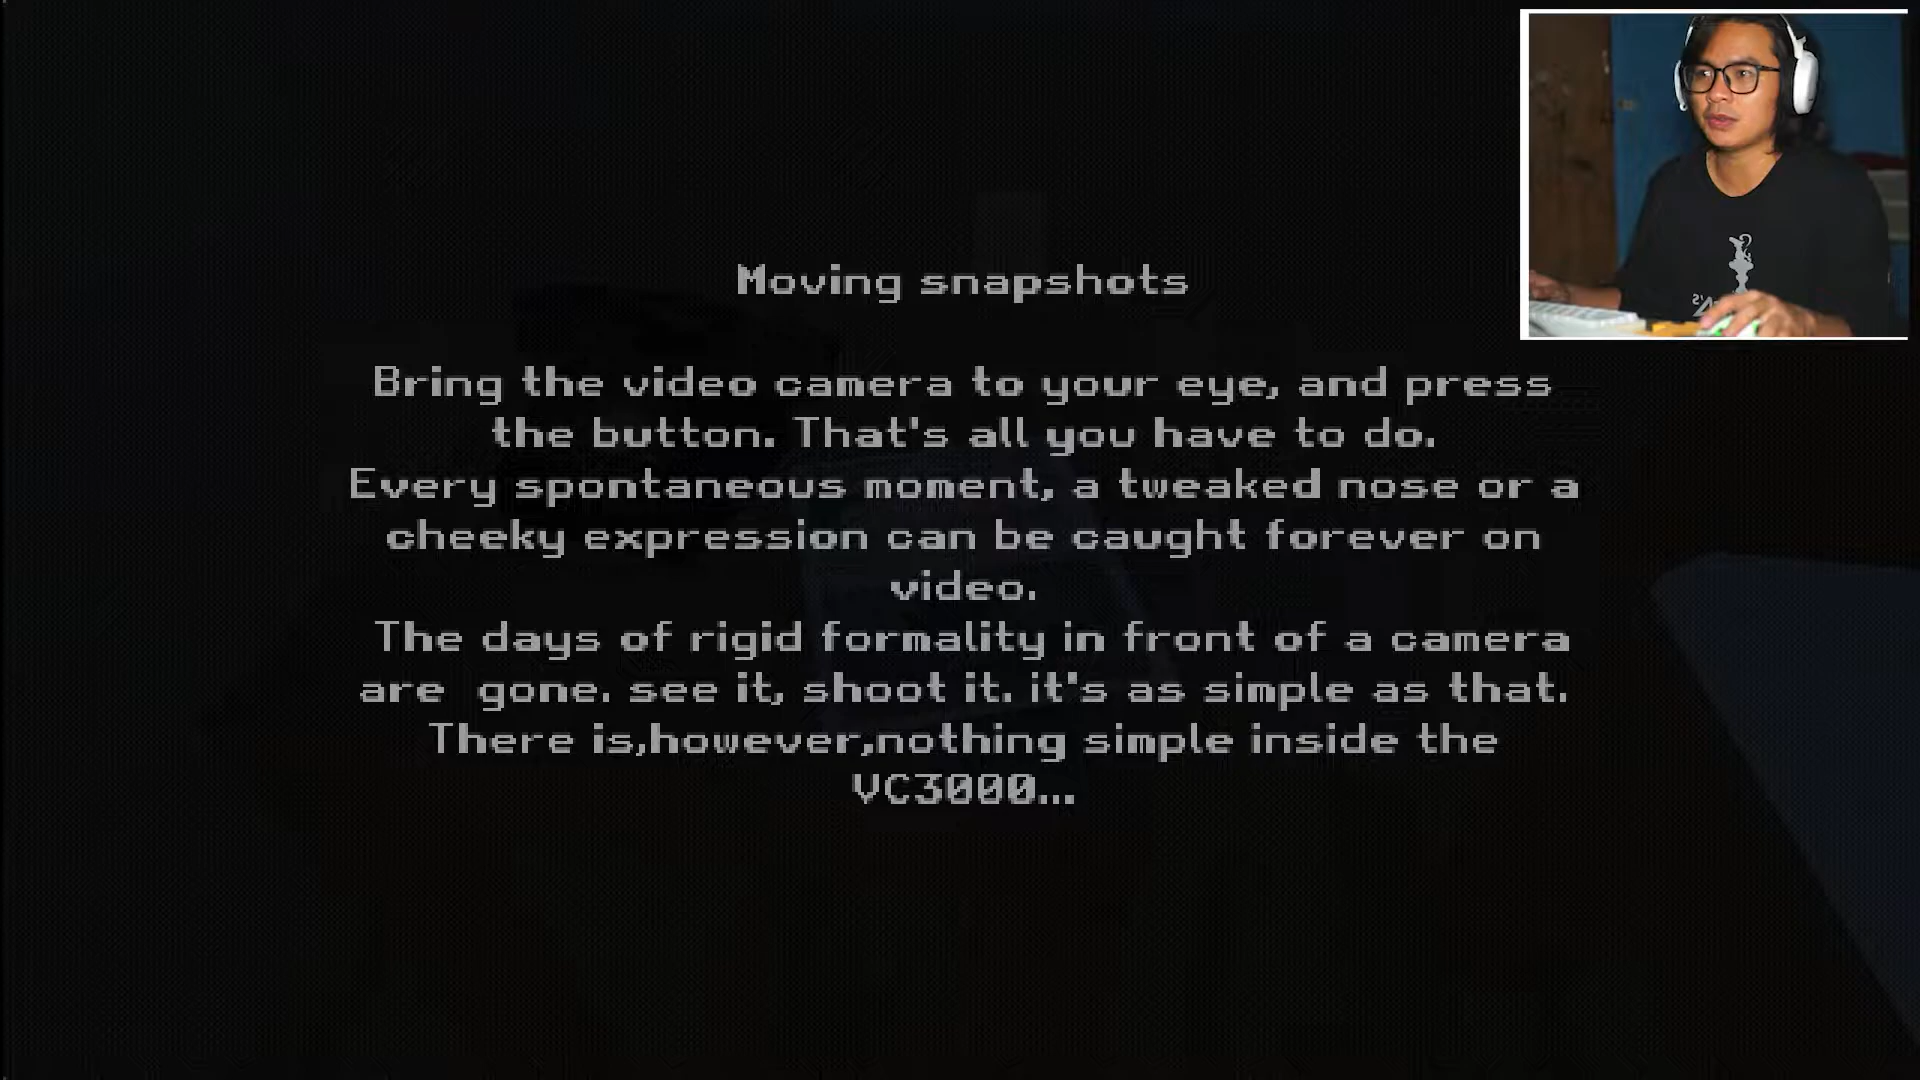 Moving snapshots
Bring the video camera to your eye, and press
the button. That's all you have to do.
Every spontaneous moment, a tweaked nose or a
cheeky expression can be caught forever on
video.
The days of rigid formality in front of a camera
are  gone. see it, shoot it. it's as simple as that.
There is,however,nothing simple inside the
VC3000...